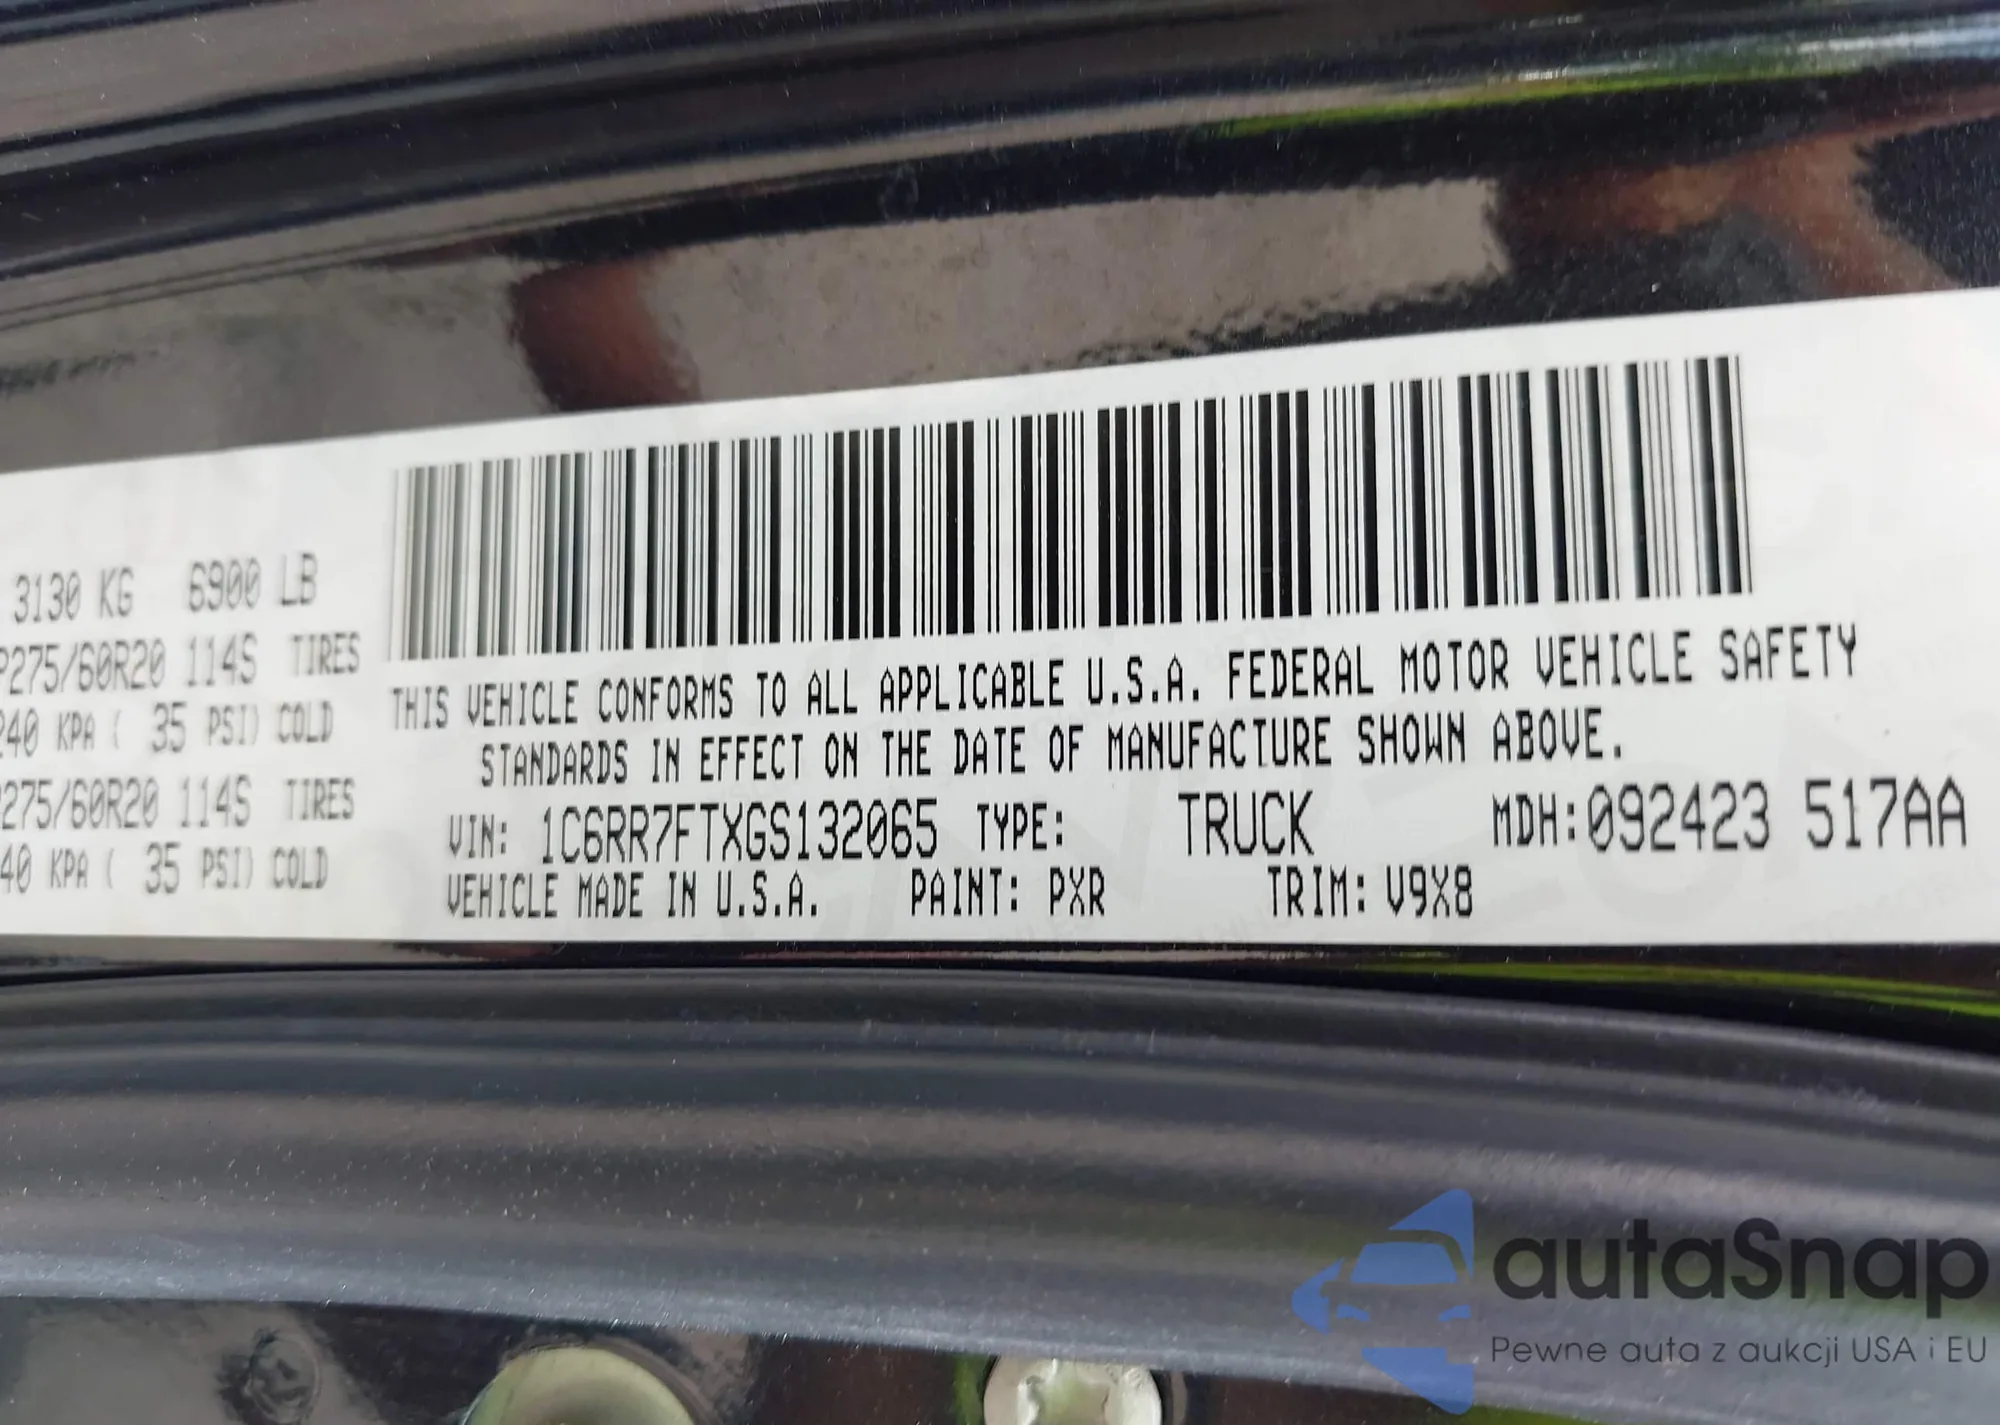 3130 KG 6900 LB
P275/60R20 114S TIRES
240 KPA ( 35 PSI) COLD
P275/60R20 114S TIRES
240 KPA ( 35 PSI) COLD
THIS VEHICLE CONFORMS TO ALL APPLICABLE U.S.A. FEDERAL MOTOR VEHICLE SAFETY
STANDARDS IN EFFECT ON THE DATE OF MANUFACTURE SHOWN ABOVE.
VIN: 1C6RR7FTXGS132065 TYPE: TRUCK MDH:092423 517AA
VEHICLE MADE IN U.S.A. PAINT: PXR TRIM: V9X8
autaSnap
Pewne auta z aukcji USA i EU